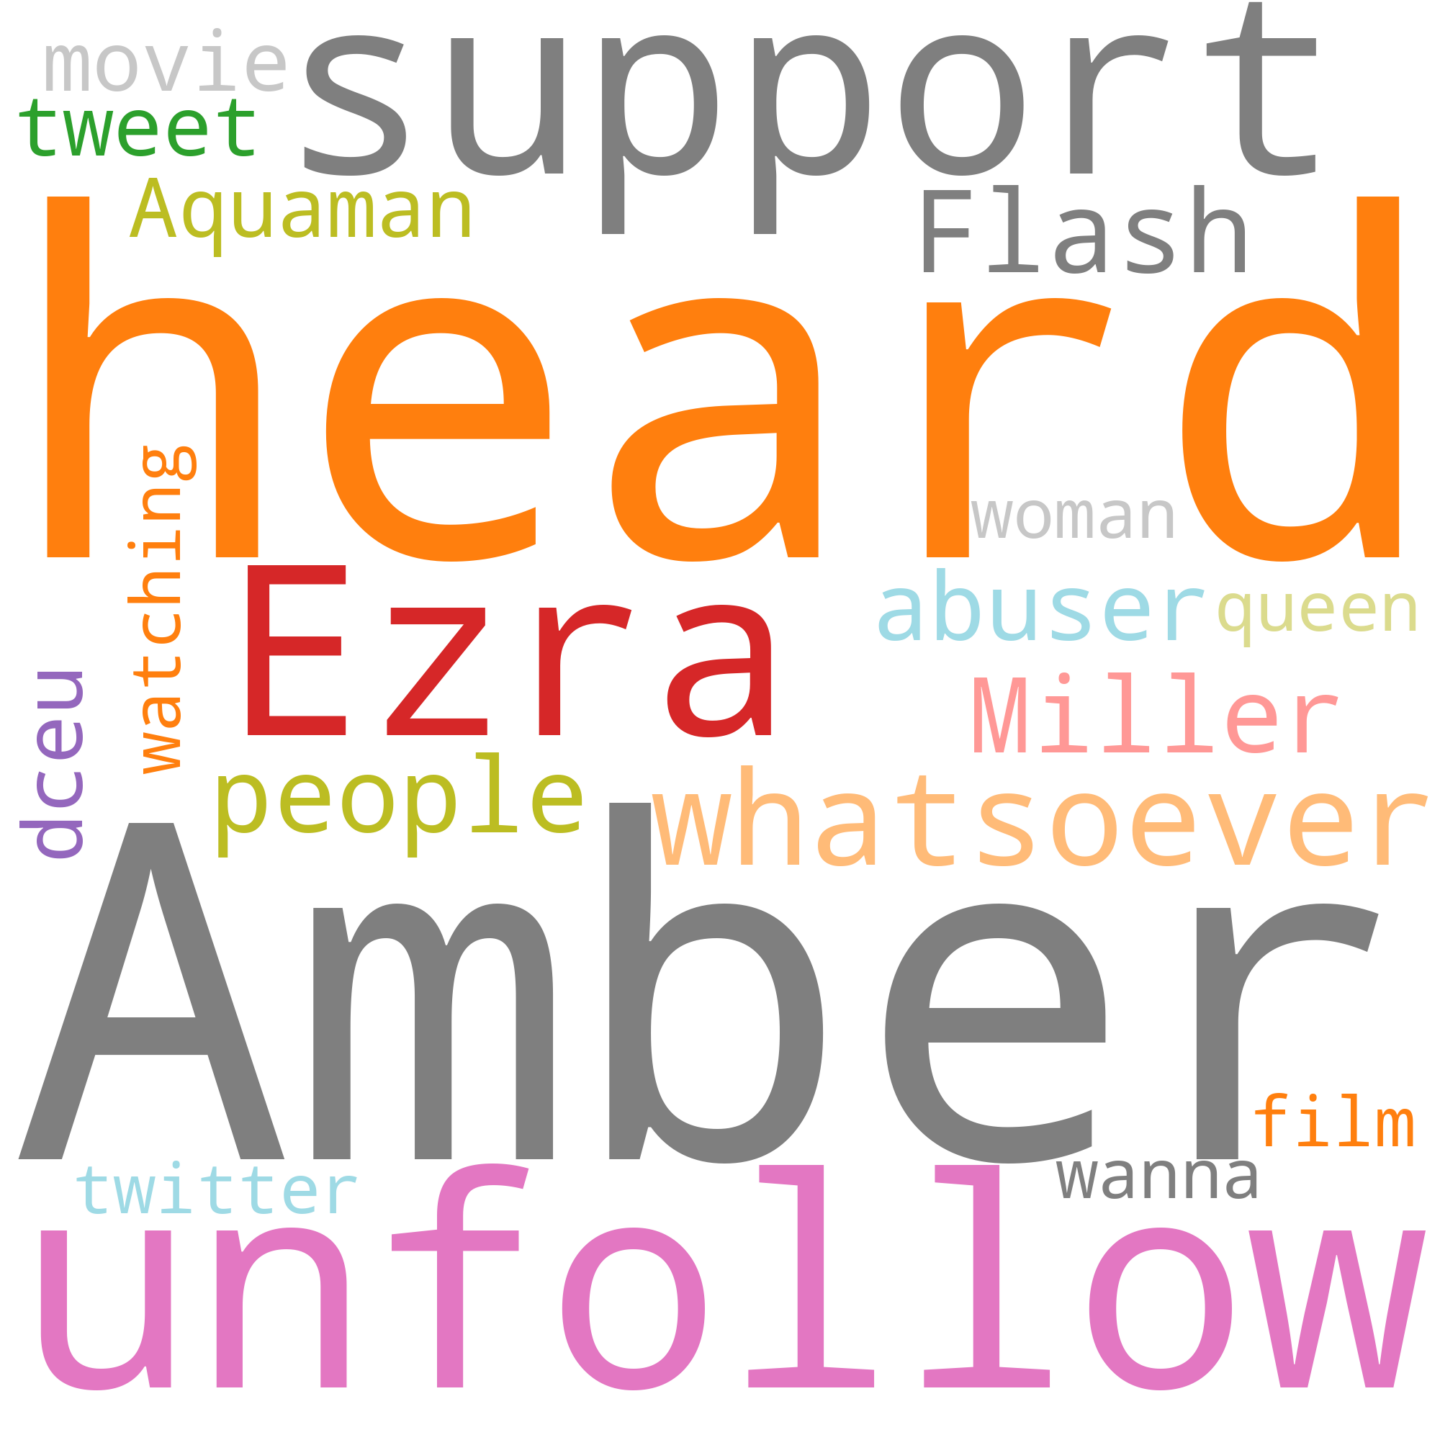 movie
support
tweet
Aquaman
Flash
heard
watching
woman
Ezra
abuser
queen
dceu
Miller
people
whatsoever
Amber
film
twitter
wanna
unfollow